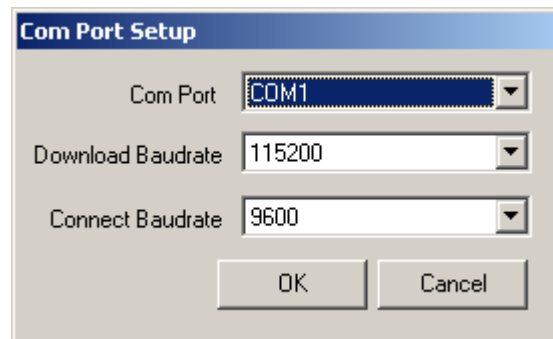 Com Port Setup
Com Port COM1
Download Baudrate 115200
Connect Baudrate 9600
OK Cancel